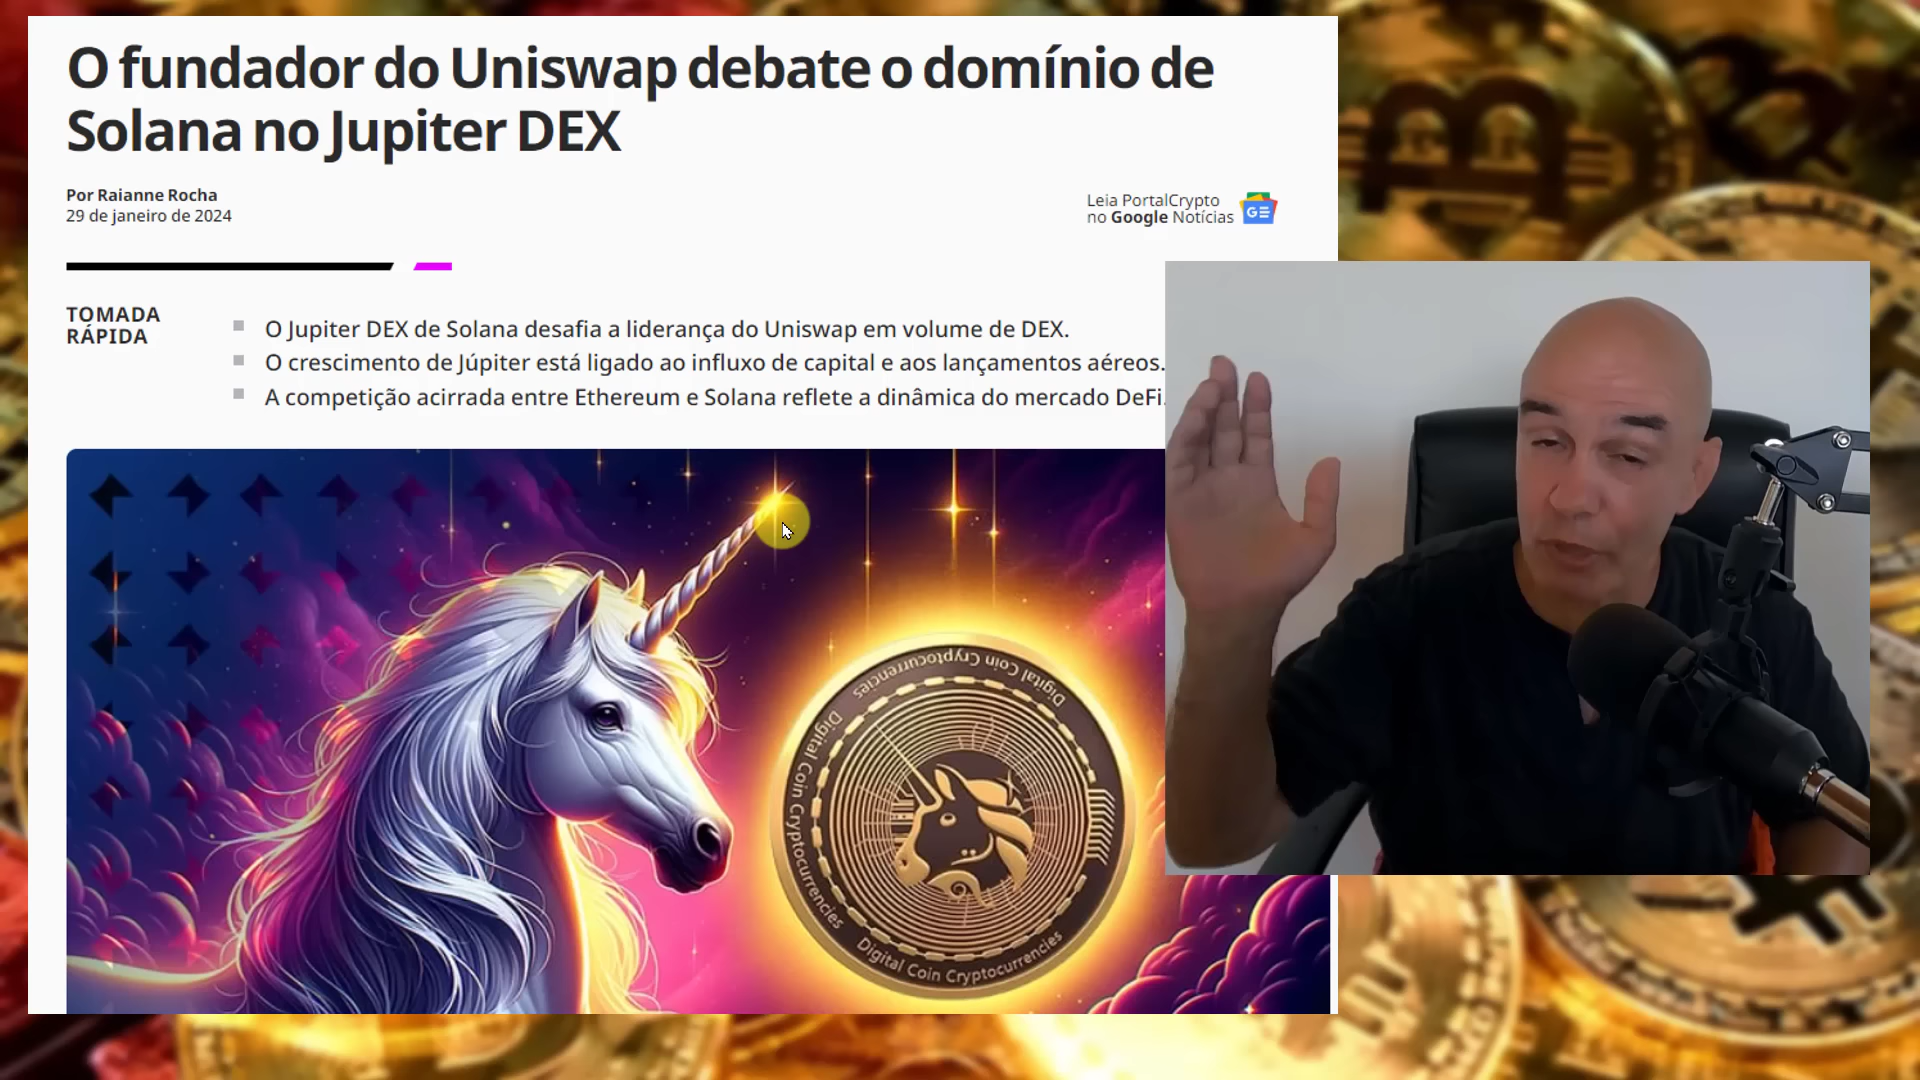 O fundador do Uniswap debate o domínio de
Solana no Jupiter DEX
Por Raianne Rocha
29 de janeiro de 2024
Leia PortalCrypto
no Google Notícias
GE
TOMADA
RÁPIDA
O Jupiter DEX de Solana desafia a liderança do Uniswap em volume de DEX.
O crescimento de Júpiter está ligado ao influxo de capital e aos lançamentos aéreos.
A competição acirrada entre Ethereum e Solana reflete a dinâmica do mercado DeFi.
Digital Coin Cryptocurrencies
Digital Coin Cryptocurrencies
Digital Coin Cryptocurrencies